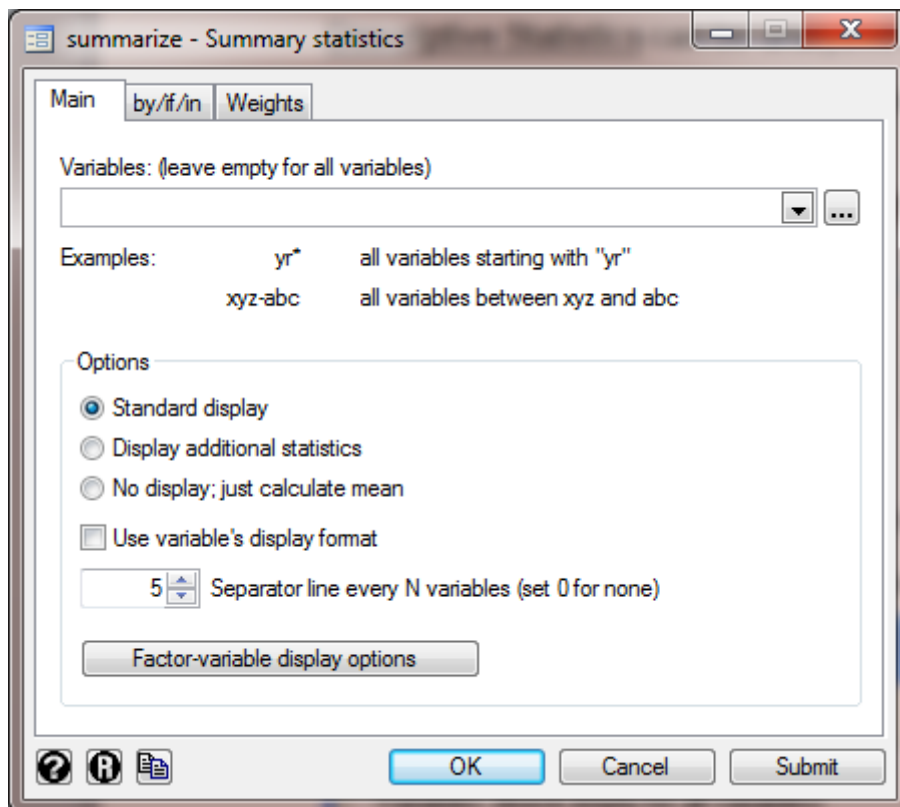 summarize - Summary statistics
Main by/if/in Weights
Variables: (leave empty for all variables)
...
Examples: yr* all variables starting with "yr"
xyz-abc all variables between xyz and abc
Options
Standard display
Display additional statistics
No display; just calculate mean
Use variable's display format
5 Separator line every N variables (set 0 for none)
Factor-variable display options
? R OK Cancel Submit